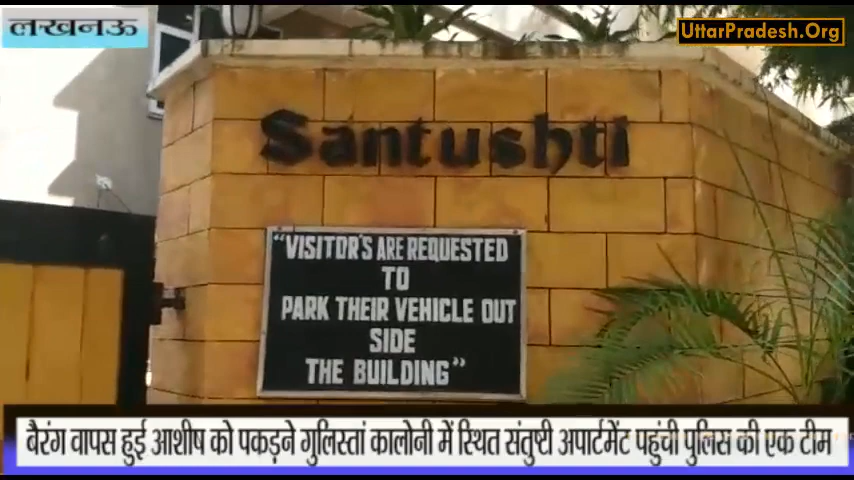 लखनऊ
UttarPradesh.Org
Santushti
"VISITOR'S ARE REQUESTED
TO
PARK THEIR VEHICLE OUT
SIDE
THE BUILDING"
बैरंग वापस हुई आशीष को पकड़ने गुलिस्तां कालोनी में स्थित संतुष्टी अपार्टमेंट पहुंची पुलिस की एक टीम